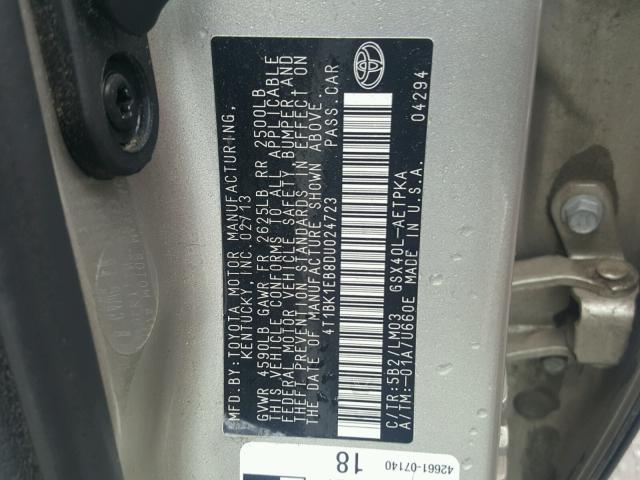 MFD. BY: TOYOTA MOTOR MANUFACTURING,
KENTUCKY, INC. 02/13
GVWR 4590LB GAWR FR 2625LB RR 2500LB
THIS VEHICLE CONFORMS TO ALL APPLICABLE
FEDERAL MOTOR VEHICLE SAFETY, BUMPER, AND
THEFT PREVENTION STANDARDS IN EFFECT ON
THE DATE OF MANUFACTURE SHOWN ABOVE.
4T1BK1EB8DU024723 PASS. CAR
C/TR:5B2/LM03 GSX40L-AETPKA
A/TM:-01A/U660E MADE IN U.S.A. 04294
42661-07140
18